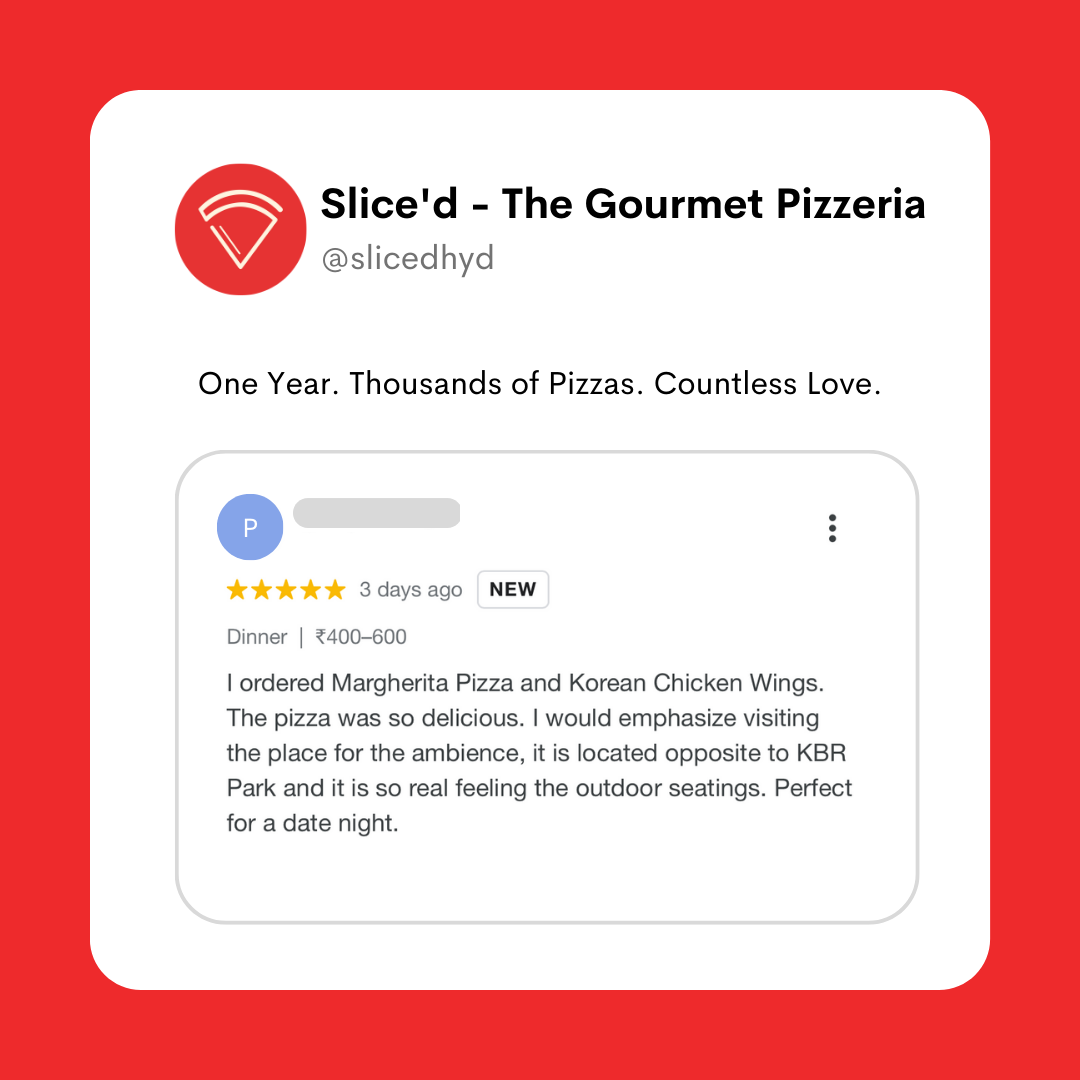 Slice'd - The Gourmet Pizzeria
@slicedhyd
One Year. Thousands of Pizzas. Countless Love.
P
3 days ago NEW
Dinner | ₹400–600
I ordered Margherita Pizza and Korean Chicken Wings.
The pizza was so delicious. I would emphasize visiting
the place for the ambience, it is located opposite to KBR
Park and it is so real feeling the outdoor seatings. Perfect
for a date night.